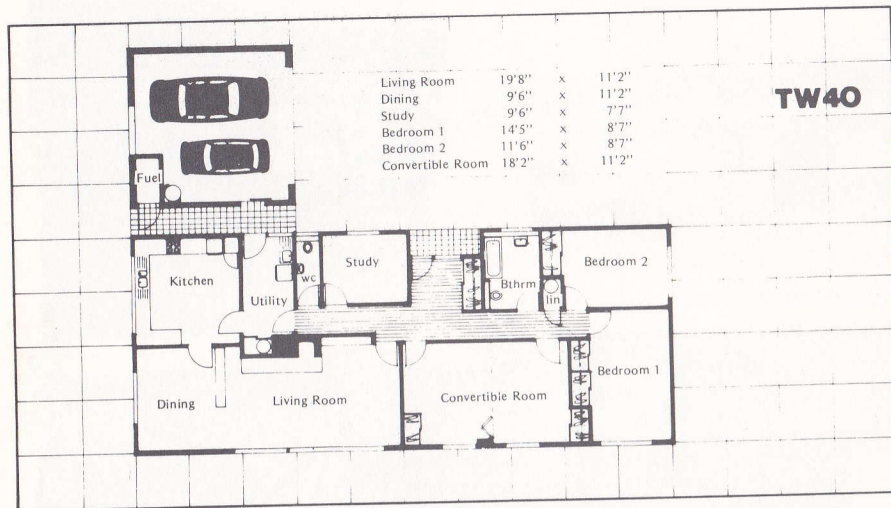 Living Room 19'8" x 11'2"
Dining 9'6" x 11'2"
Study 9'6" x 7'7"
Bedroom 1 14'5" x 8'7"
Bedroom 2 11'6" x 8'7"
Convertible Room 18'2" x 11'2"
TW40
Fuel
Kitchen
Utility
wc
Study
Bthrm
lin
Bedroom 2
Dining
Living Room
Convertible Room
Bedroom 1